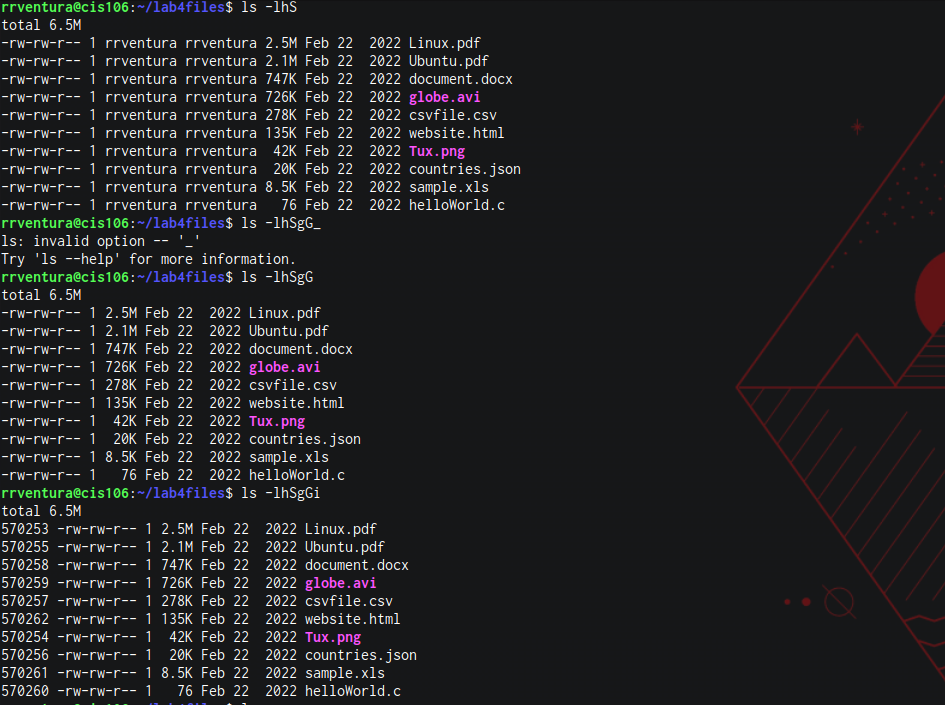 rrventura@cis106:~/lab4files$ ls -lhS
total 6.5M
-rw-rw-r-- 1 rrventura rrventura 2.5M Feb 22  2022 Linux.pdf
-rw-rw-r-- 1 rrventura rrventura 2.1M Feb 22  2022 Ubuntu.pdf
-rw-rw-r-- 1 rrventura rrventura 747K Feb 22  2022 document.docx
-rw-rw-r-- 1 rrventura rrventura 726K Feb 22  2022 globe.avi
-rw-rw-r-- 1 rrventura rrventura 278K Feb 22  2022 csvfile.csv
-rw-rw-r-- 1 rrventura rrventura 135K Feb 22  2022 website.html
-rw-rw-r-- 1 rrventura rrventura  42K Feb 22  2022 Tux.png
-rw-rw-r-- 1 rrventura rrventura  20K Feb 22  2022 countries.json
-rw-rw-r-- 1 rrventura rrventura 8.5K Feb 22  2022 sample.xls
-rw-rw-r-- 1 rrventura rrventura   76 Feb 22  2022 helloWorld.c
rrventura@cis106:~/lab4files$ ls -lhSgG_
ls: invalid option -- '_'
Try 'ls --help' for more information.
rrventura@cis106:~/lab4files$ ls -lhSgG
total 6.5M
-rw-rw-r-- 1 2.5M Feb 22  2022 Linux.pdf
-rw-rw-r-- 1 2.1M Feb 22  2022 Ubuntu.pdf
-rw-rw-r-- 1 747K Feb 22  2022 document.docx
-rw-rw-r-- 1 726K Feb 22  2022 globe.avi
-rw-rw-r-- 1 278K Feb 22  2022 csvfile.csv
-rw-rw-r-- 1 135K Feb 22  2022 website.html
-rw-rw-r-- 1  42K Feb 22  2022 Tux.png
-rw-rw-r-- 1  20K Feb 22  2022 countries.json
-rw-rw-r-- 1 8.5K Feb 22  2022 sample.xls
-rw-rw-r-- 1   76 Feb 22  2022 helloWorld.c
rrventura@cis106:~/lab4files$ ls -lhSgGi
total 6.5M
570253 -rw-rw-r-- 1 2.5M Feb 22  2022 Linux.pdf
570255 -rw-rw-r-- 1 2.1M Feb 22  2022 Ubuntu.pdf
570258 -rw-rw-r-- 1 747K Feb 22  2022 document.docx
570259 -rw-rw-r-- 1 726K Feb 22  2022 globe.avi
570257 -rw-rw-r-- 1 278K Feb 22  2022 csvfile.csv
570262 -rw-rw-r-- 1 135K Feb 22  2022 website.html
570254 -rw-rw-r-- 1  42K Feb 22  2022 Tux.png
570256 -rw-rw-r-- 1  20K Feb 22  2022 countries.json
570261 -rw-rw-r-- 1 8.5K Feb 22  2022 sample.xls
570260 -rw-rw-r-- 1   76 Feb 22  2022 helloWorld.c